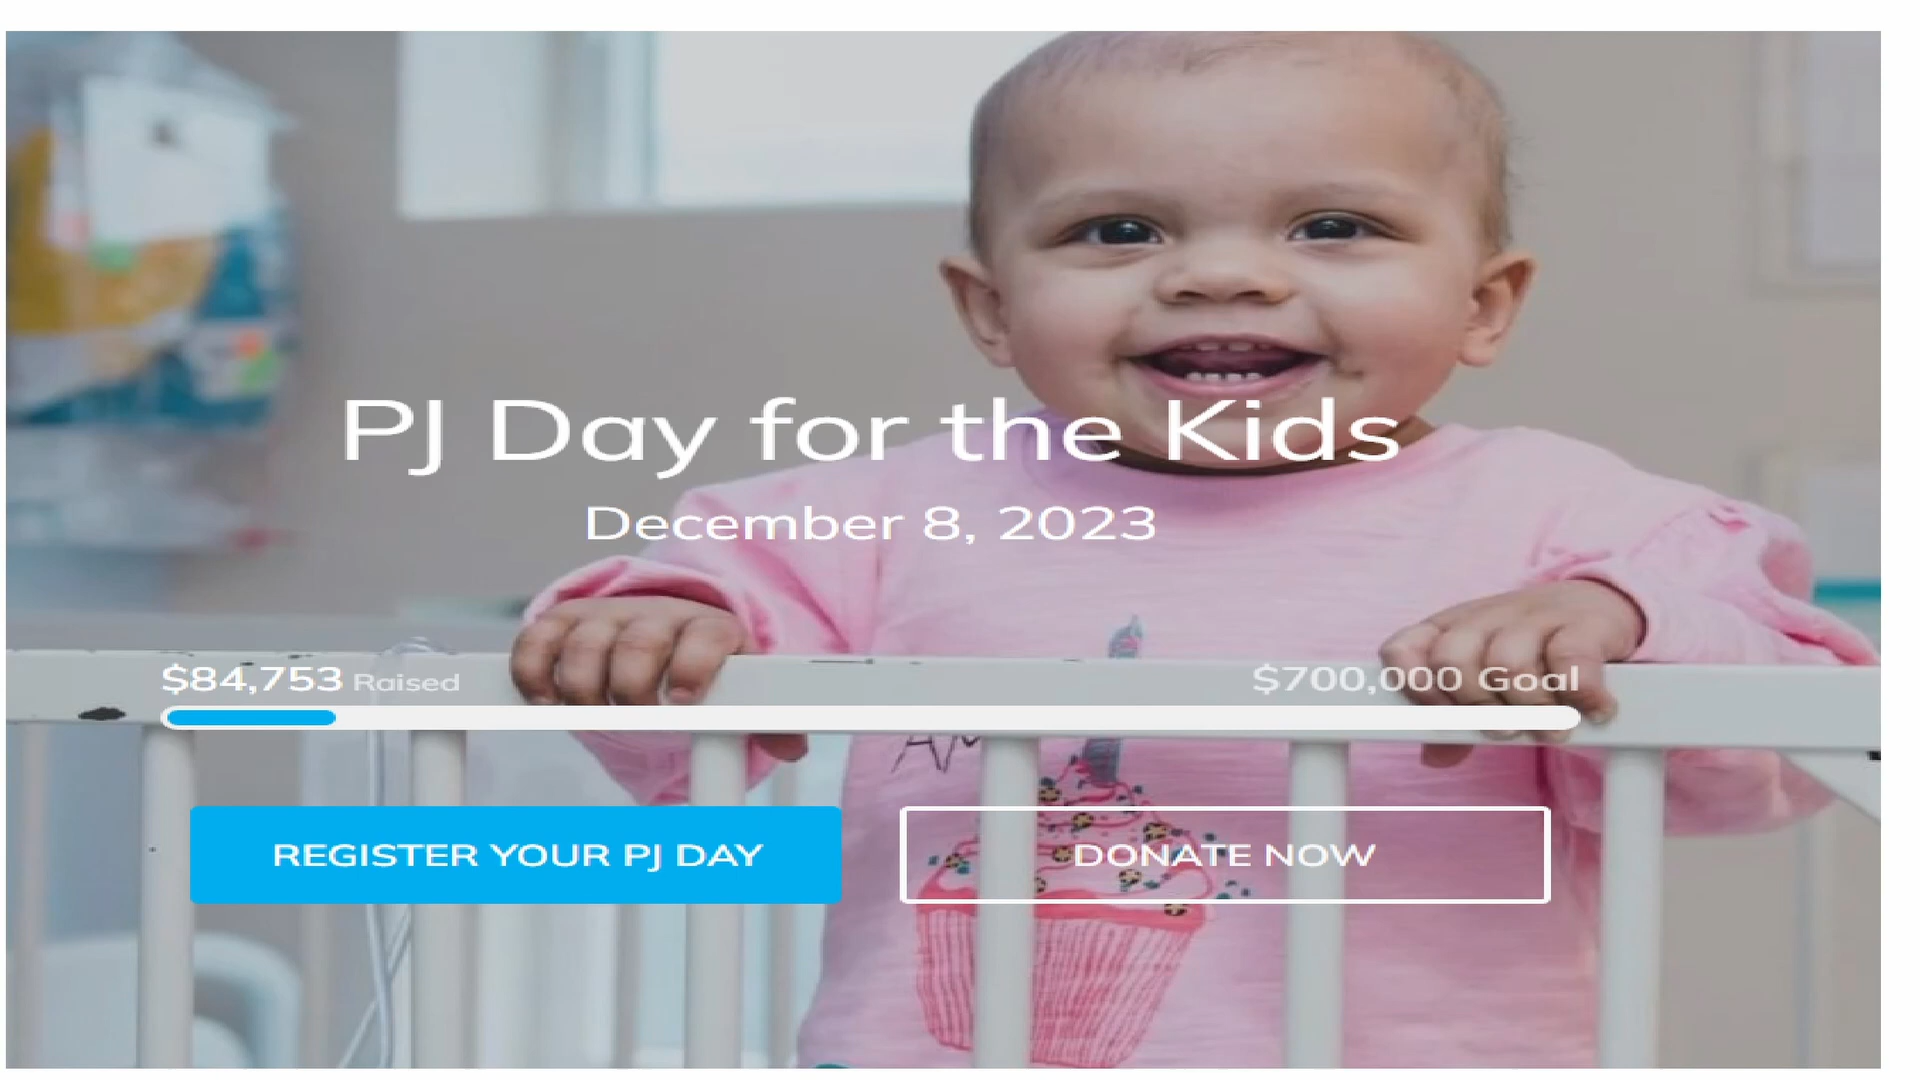 PJ Day for the Kids
December 8, 2023
$84,753 Raised $700,000 Goal
REGISTER YOUR PJ DAY DONATE NOW